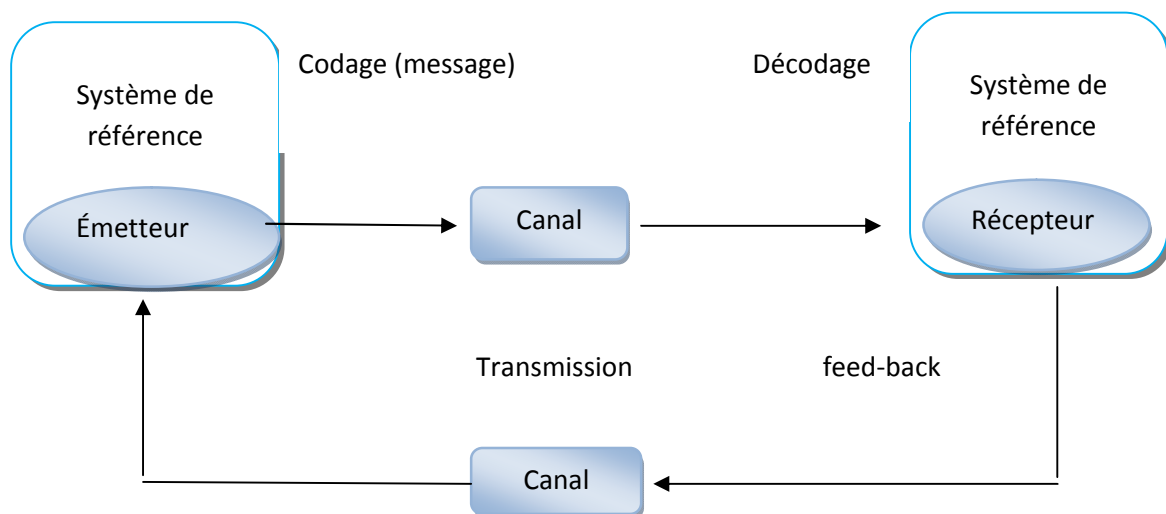 Codage (message)
Décodage
Système de
référence
Système de
référence
Émetteur
Canal
Récepteur
Transmission
feed-back
Canal